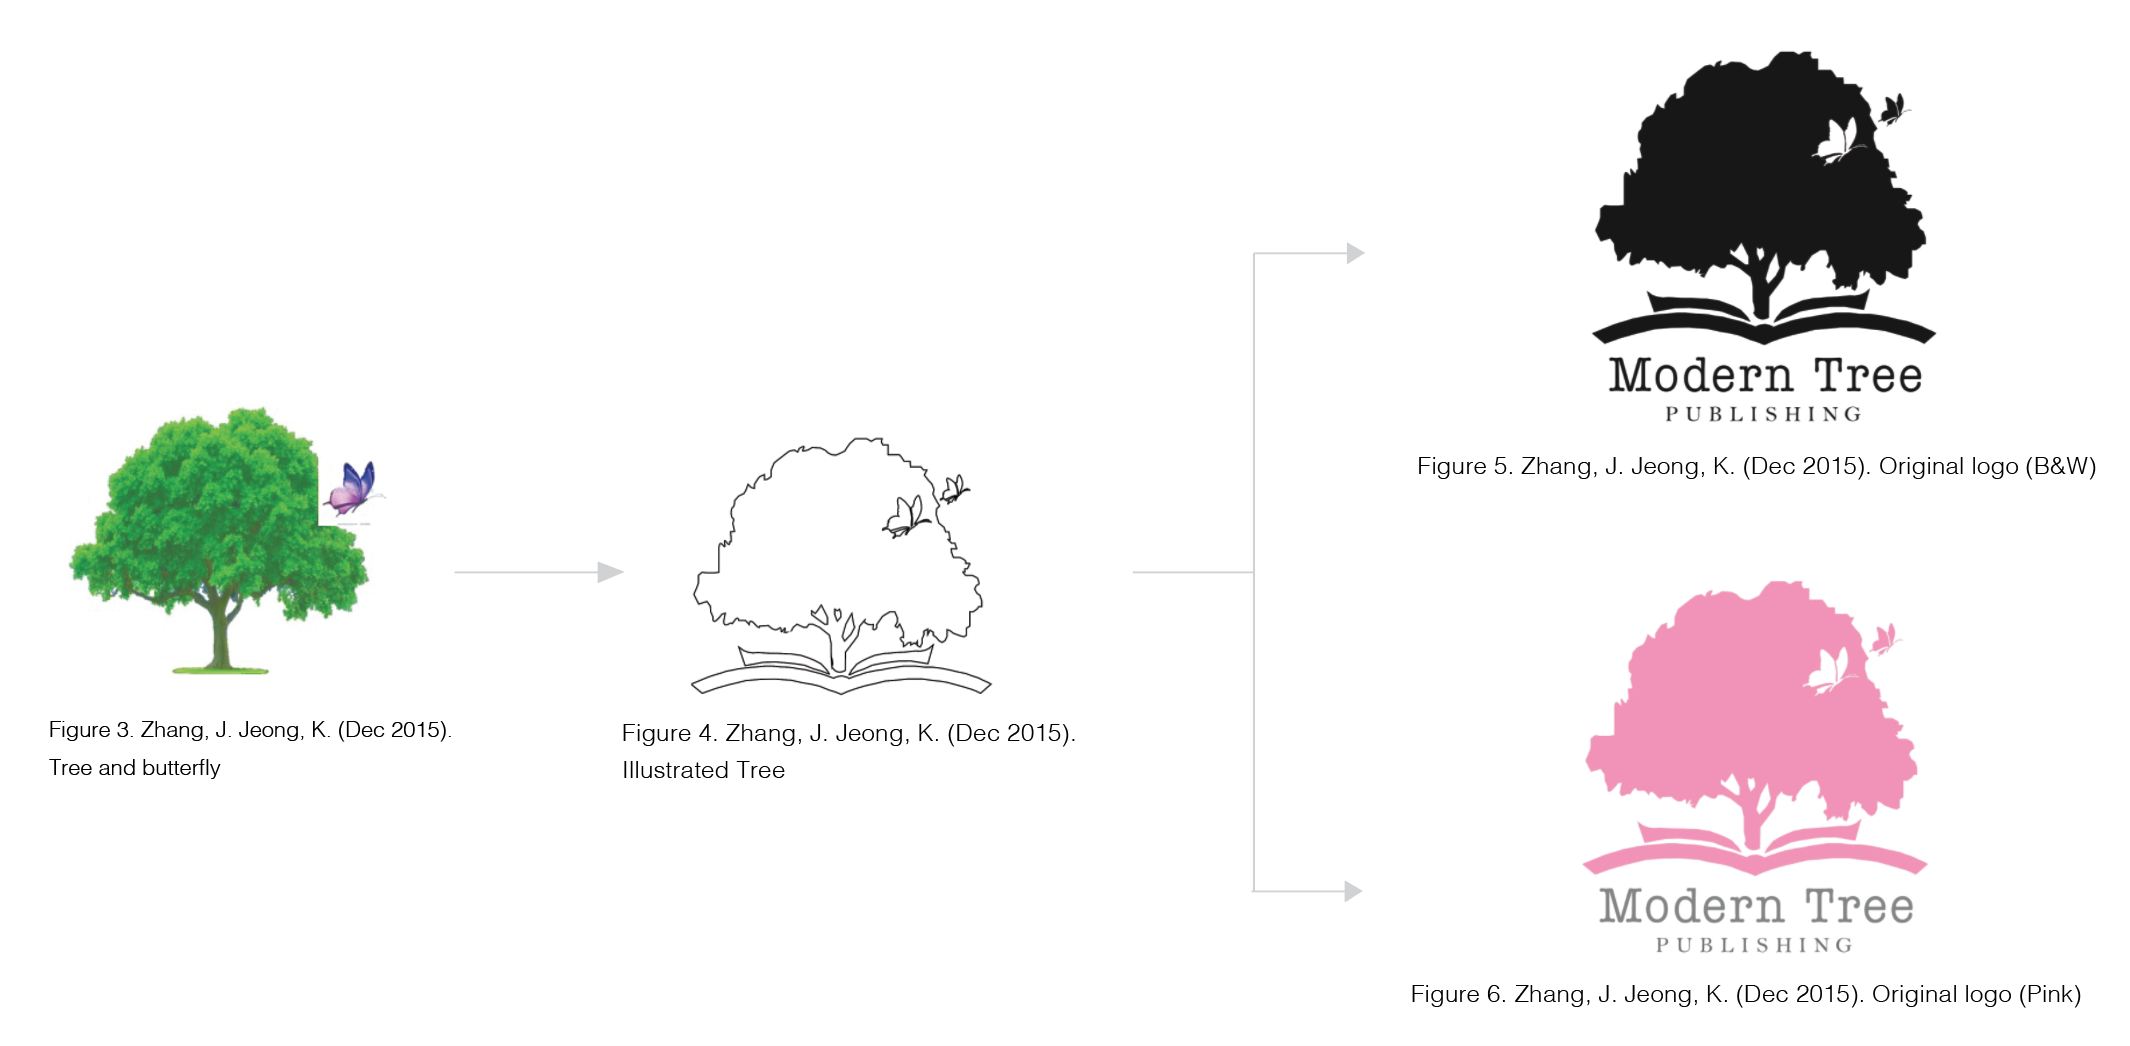 Figure 3. Zhang, J. Jeong, K. (Dec 2015).
Tree and butterfly
Figure 4. Zhang, J. Jeong, K. (Dec 2015).
Illustrated Tree
Modern Tree
PUBLISHING
Figure 5. Zhang, J. Jeong, K. (Dec 2015). Original logo (B&W)
Modern Tree
PUBLISHING
Figure 6. Zhang, J. Jeong, K. (Dec 2015). Original logo (Pink)